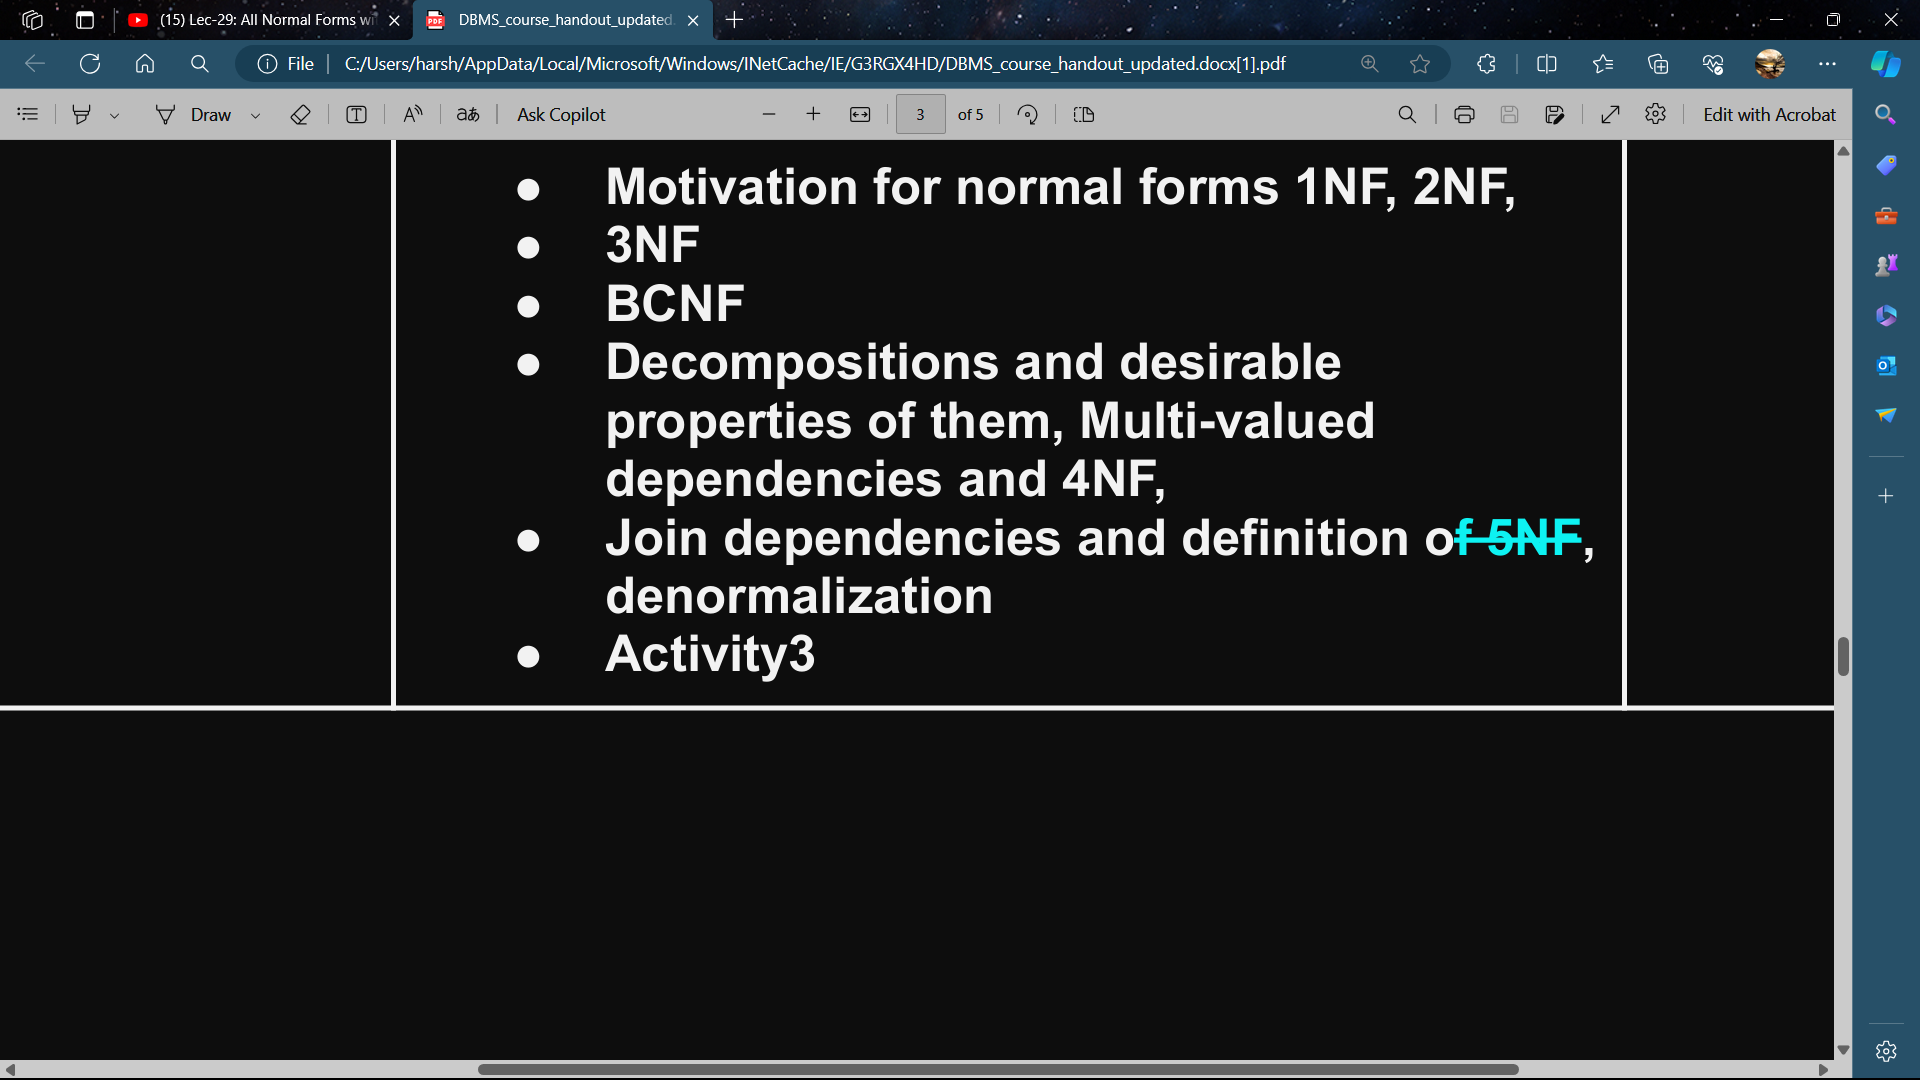 (15) Lec-29: All Normal Forms wi
DBMS_course_handout_updated.
File
C:/Users/harsh/AppData/Local/Microsoft/Windows/INetCache/IE/G3RGX4HD/DBMS_course_handout_updated.docx[1].pdf
Draw
T
aあ
Ask Copilot
3 of 5
Edit with Acrobat
● Motivation for normal forms 1NF, 2NF,
● 3NF
● BCNF
● Decompositions and desirable
properties of them, Multi-valued
dependencies and 4NF,
● Join dependencies and definition of 5NF,
denormalization
● Activity3